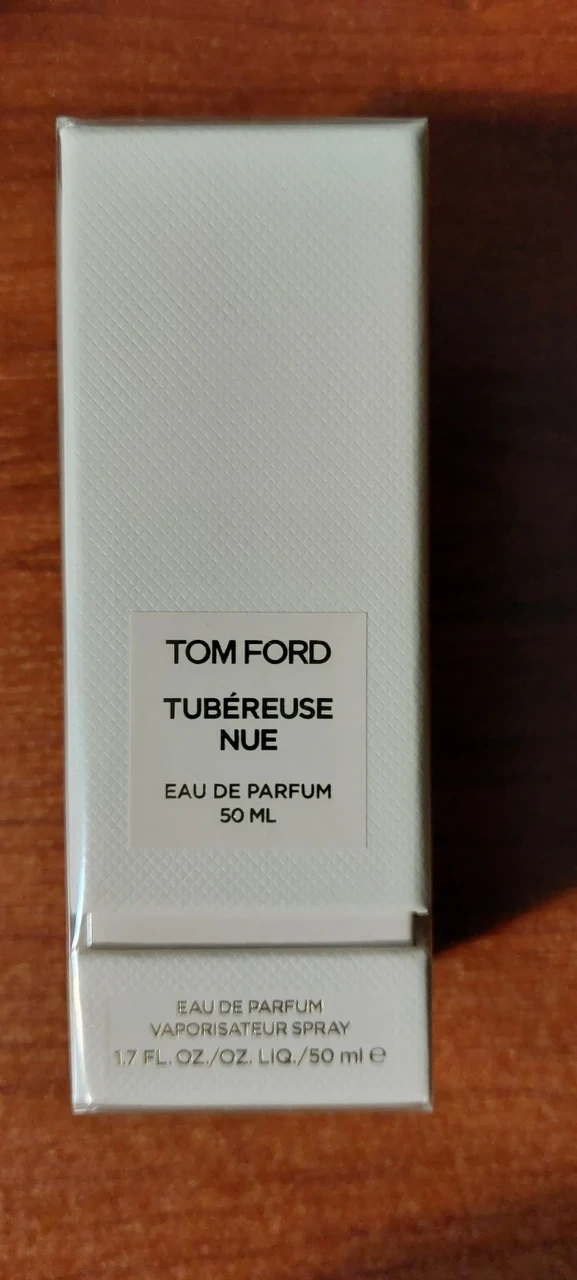 TOM FORD
TUBÉREUSE
NUE
EAU DE PARFUM
50 ML
EAU DE PARFUM
VAPORISATEUR SPRAY
1.7 FL. OZ./OZ. LIQ./50 ml ℮